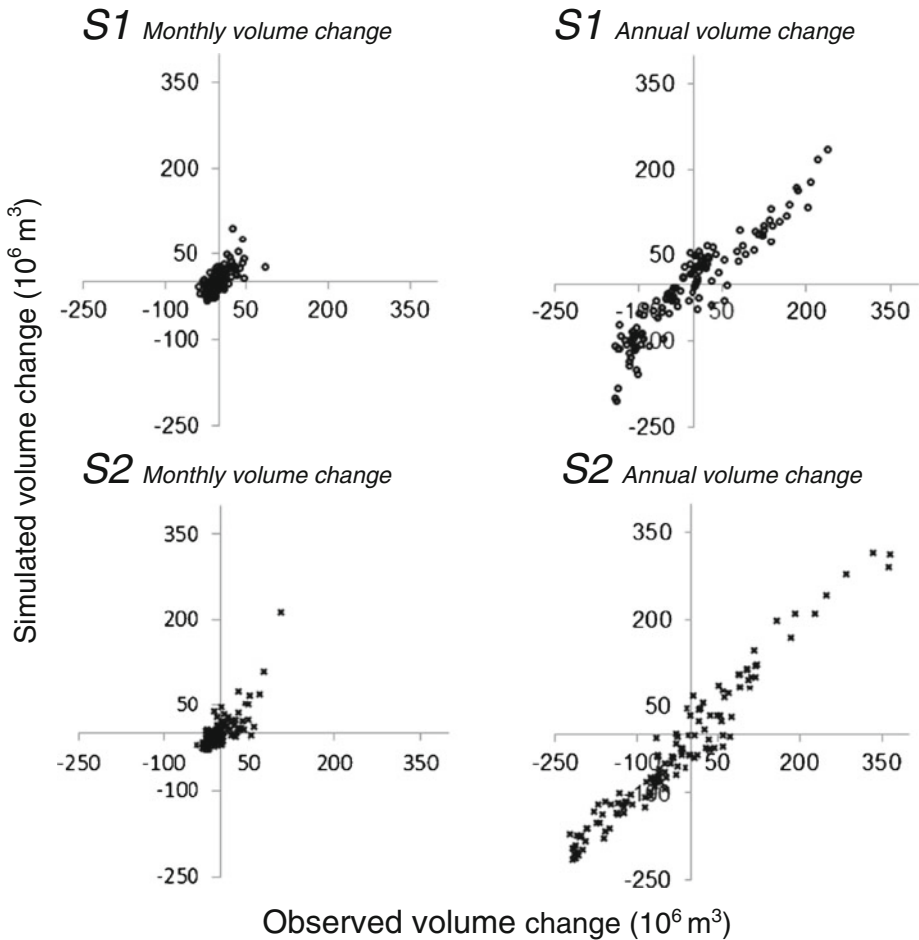 S1 Monthly volume change
S1 Annual volume change
350
200
50
-250 -100 50 200 350
-100
-250
350
200
50
-250 -100 50 200 350
-100
-250
S2 Monthly volume change
S2 Annual volume change
350
200
50
-250 -100 50 200 350
-100
-250
350
200
50
-250 -100 50 200 350
-100
-250
Simulated volume change (10⁶ m³)
Observed volume change (10⁶ m³)